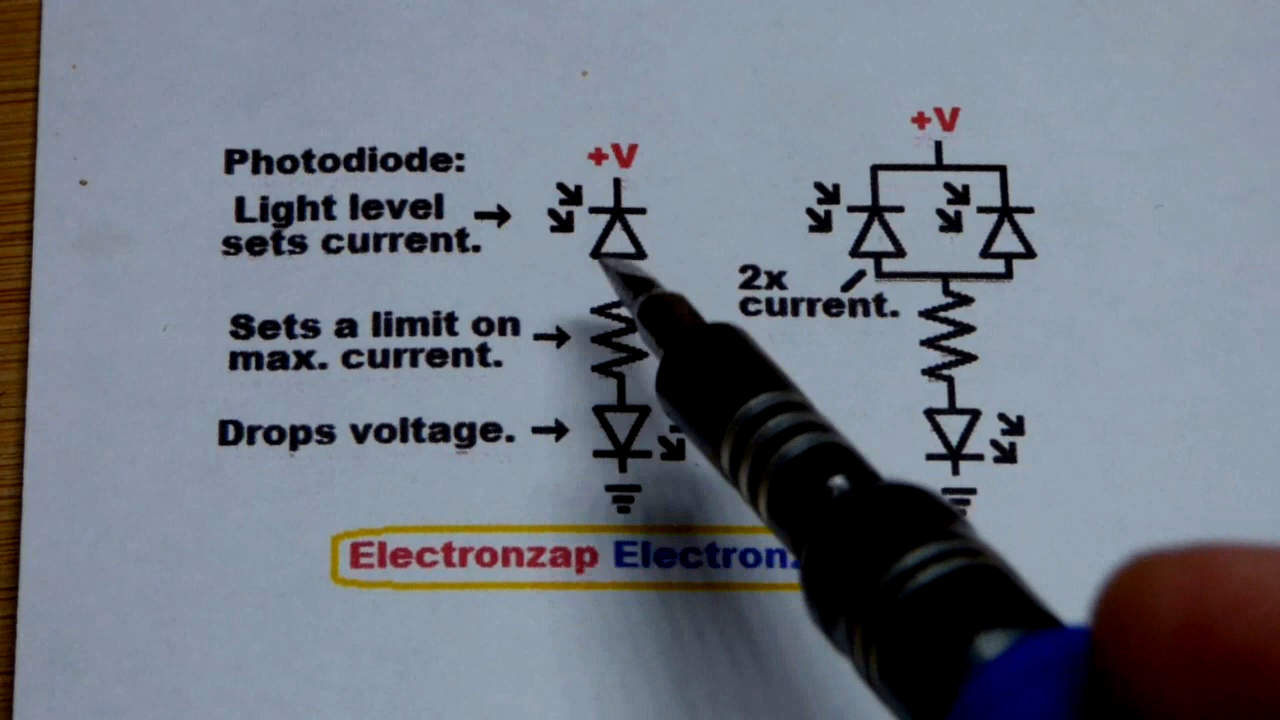 Photodiode:
Light level
sets current.
Sets a limit on
max. current.
Drops voltage.
+V
+V
2x
current.
Electronzap